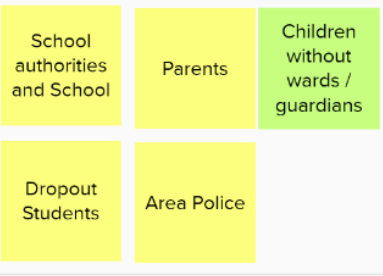 School
authorities
and School
Parents
Children
without
wards /
guardians
Dropout
Students
Area Police